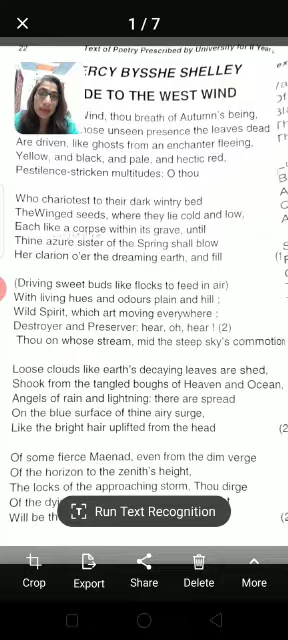 1 / 7
22
Text of Poetry Prescribed by University for II Year,
BYSSHE SHELLEY
DE TO THE WEST WIND
Wind, thou breath of Autumn's being,
unseen presence the leaves dead
Are driven, like ghosts from an enchanter fleeing,
Yellow, and black, and pale, and hectic red,
Pestilence-stricken multitudes: O thou
Who chariotest to their dark wintry bed
TheWinged seeds, where they lie cold and low,
Each like a corpse within its grave, until
Thine azure sister of the Spring shall blow
Her clarion o'er the dreaming earth, and fill
(Driving sweet buds like flocks to feed in air)
With living hues and odours plain and hill ;
Wild Spirit, which art moving everywhere ;
Destroyer and Preserver: hear, oh, hear ! (2)
Thou on whose stream, mid the steep sky's commotion
Loose clouds like earth's decaying leaves are shed,
Shook from the tangled boughs of Heaven and Ocean,
Angels of rain and lightning: there are spread
On the blue surface of thine airy surge,
Like the bright hair uplifted from the head
Of some fierce Maenad, even from the dim verge
Of the horizon to the zenith's height,
The locks of the approaching storm, Thou dirge
Of the
Will be
Run Text Recognition
Crop Export Share Delete More